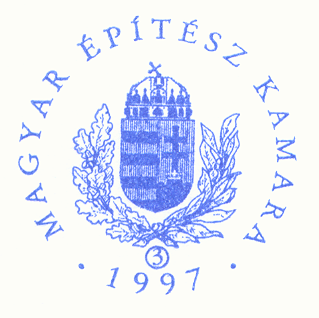 MAGYAR ÉPÍTÉSZ KAMARA
3
• 1997 •